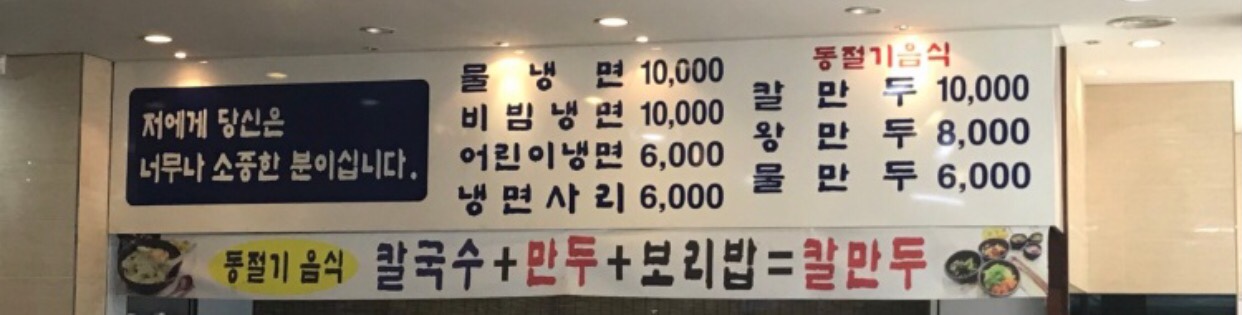 저에게 당신은
너무나 소중한 분이십니다.
물냉면 10,000
비빔냉면 10,000
어린이냉면 6,000
냉면사리 6,000
동절기음식
칼만두 10,000
왕만두 8,000
물만두 6,000
동절기 음식 칼국수+만두+보리밥=칼만두